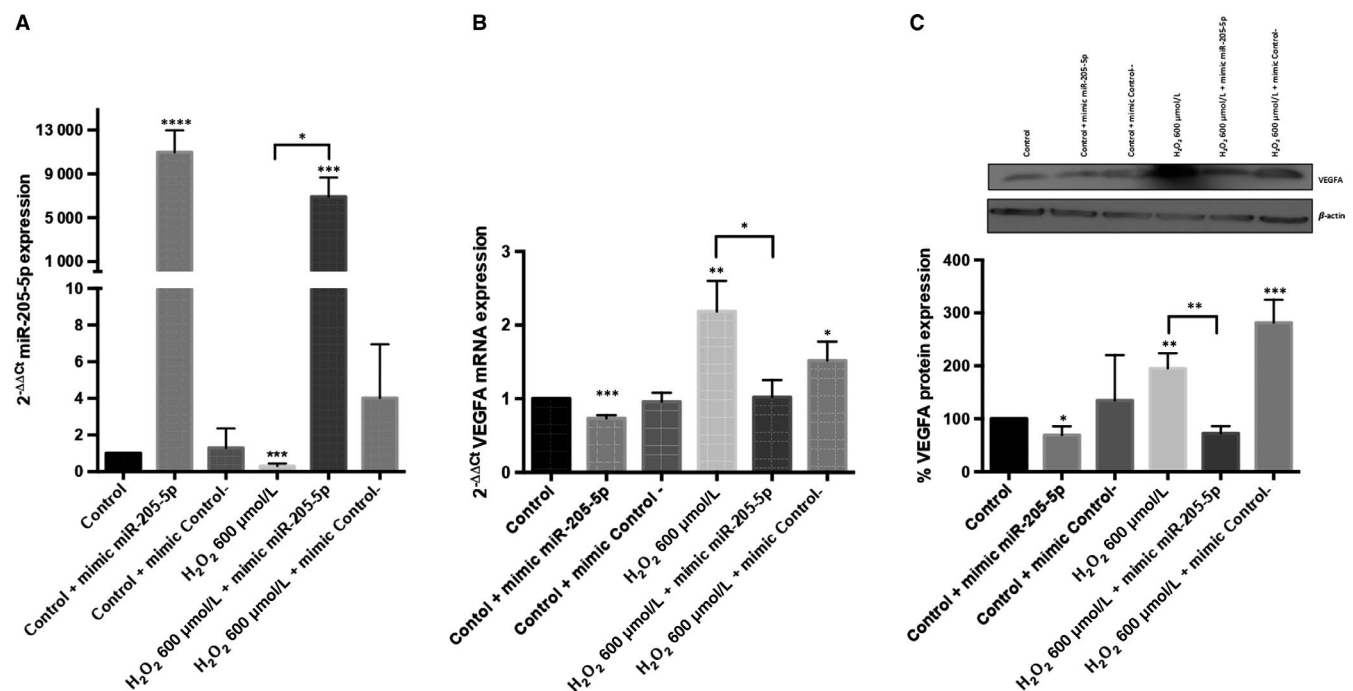 A
2-ΔΔCt miR-205-5p expression
13 000
9 000
5 000
1 000
10
8
6
4
2
0
****
***
*
***
Control
Control + mimic miR-205-5p
Control + mimic Control-
H₂O₂ 600 µmol/L
H₂O₂ 600 µmol/L + mimic miR-205-5p
H₂O₂ 600 µmol/L + mimic Control-
B
2-ΔΔCt VEGFA mRNA expression
3
2
1
0
***
**
*
*
Control
Contol + mimic miR-205-5p
Control + mimic Control -
H₂O₂ 600 µmol/L
H₂O₂ 600 µmol/L + mimic miR-205-5p
H₂O₂ 600 µmol/L + mimic Control-
C
Control
Control + mimic miR-205-5p
Control + mimic Control--
H₂O₂ 600 µmol/L
H₂O₂ 600 µmol/L + mimic miR-205-5p
H₂O₂ 600 µmol/L + mimic Control-
VEGFA
β-actin
% VEGFA protein expression
400
300
200
100
0
*
**
**
***
Control
Control + mimic miR-205-5p
Control + mimic Control-
H₂O₂ 600 µmol/L
H₂O₂ 600 µmol/L + mimic miR-205-5p
H₂O₂ 600 µmol/L + mimic Control-